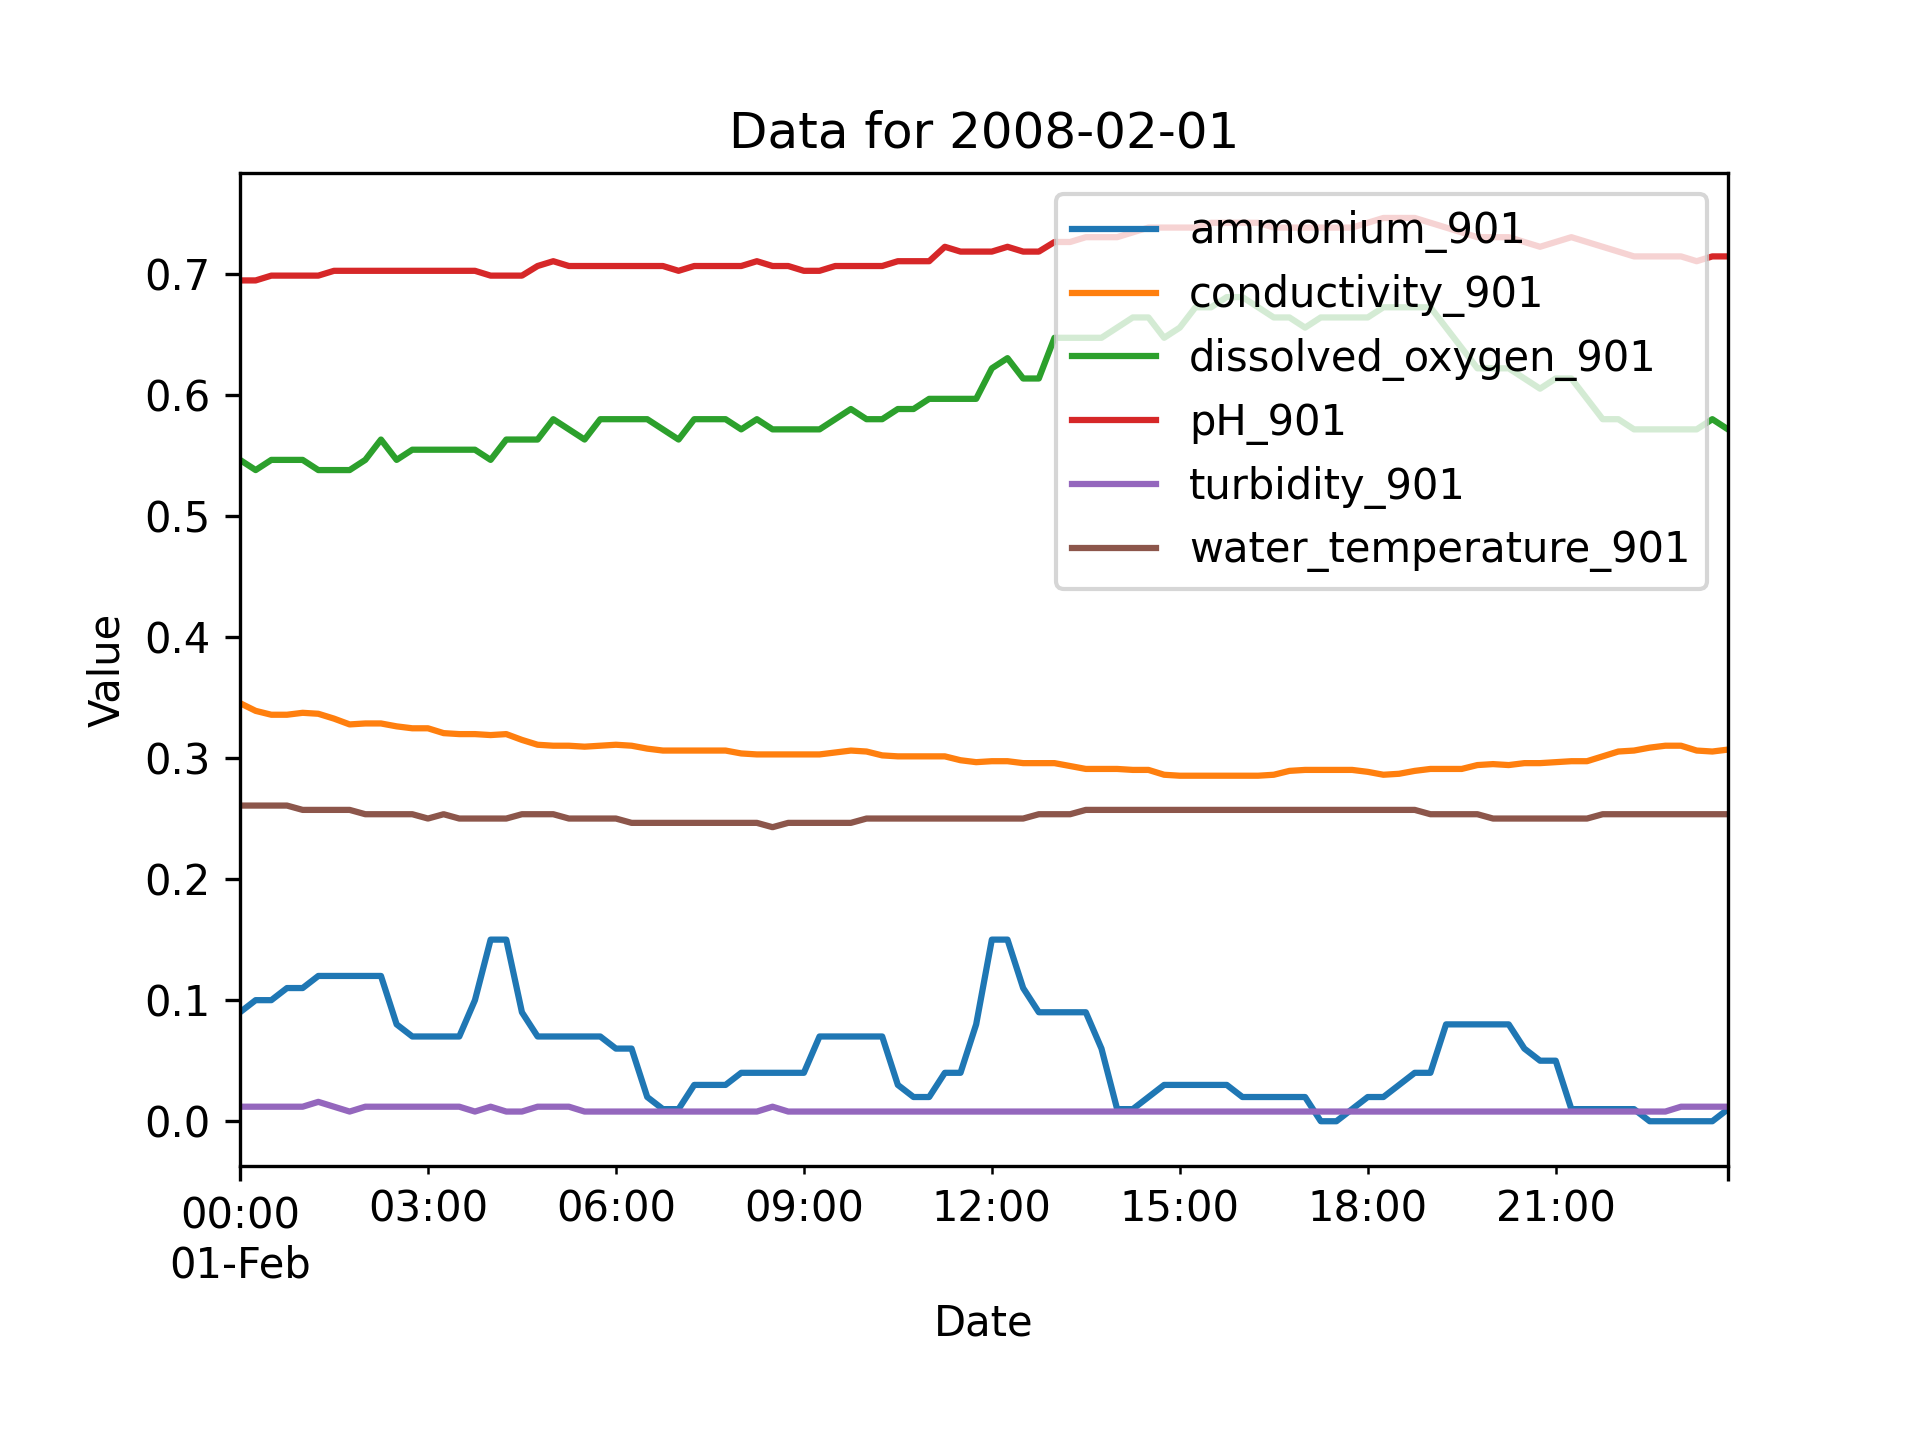 Data for 2008-02-01
ammonium_901
conductivity_901
dissolved_oxygen_901
pH_901
turbidity_901
water_temperature_901
Value
0.7
0.6
0.5
0.4
0.3
0.2
0.1
0.0
00:00 03:00 06:00 09:00 12:00 15:00 18:00 21:00
01-Feb
Date